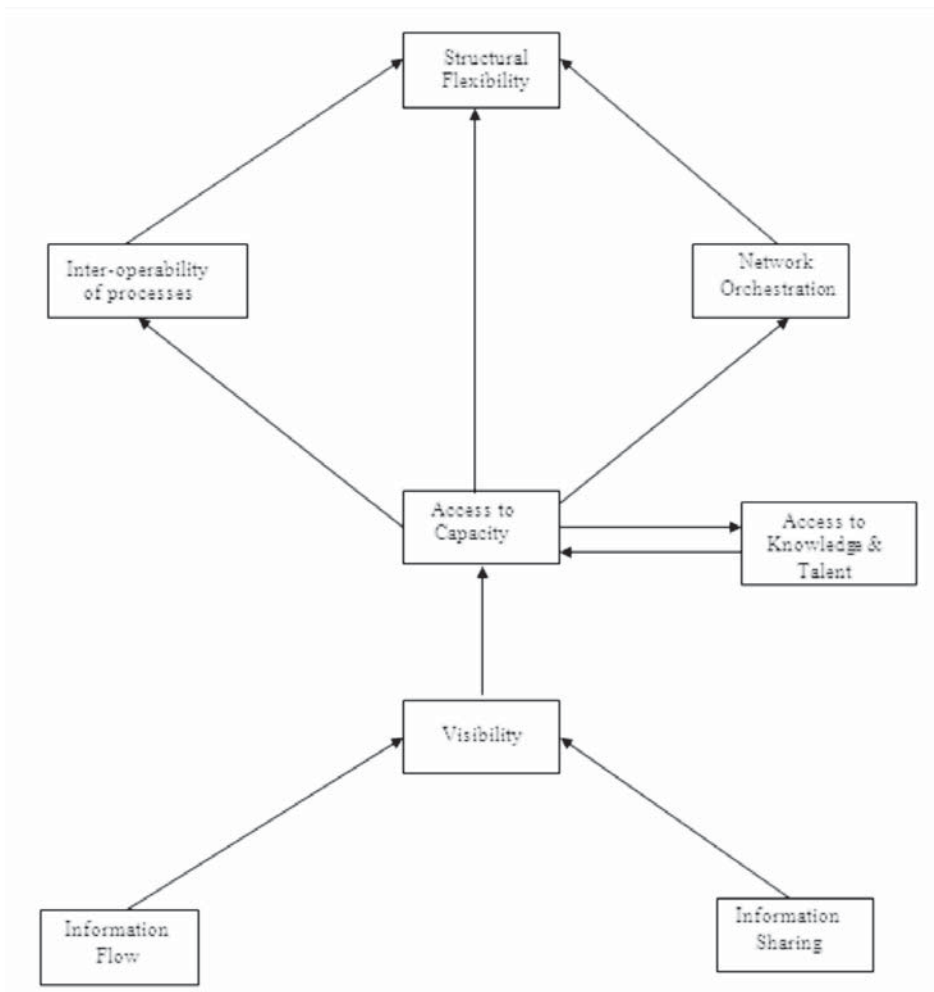 Structural
Flexibility
Inter-operability
of processes
Network
Orchestration
Access to
Capacity
Access to
Knowledge &
Talent
Visibility
Information
Flow
Information
Sharing